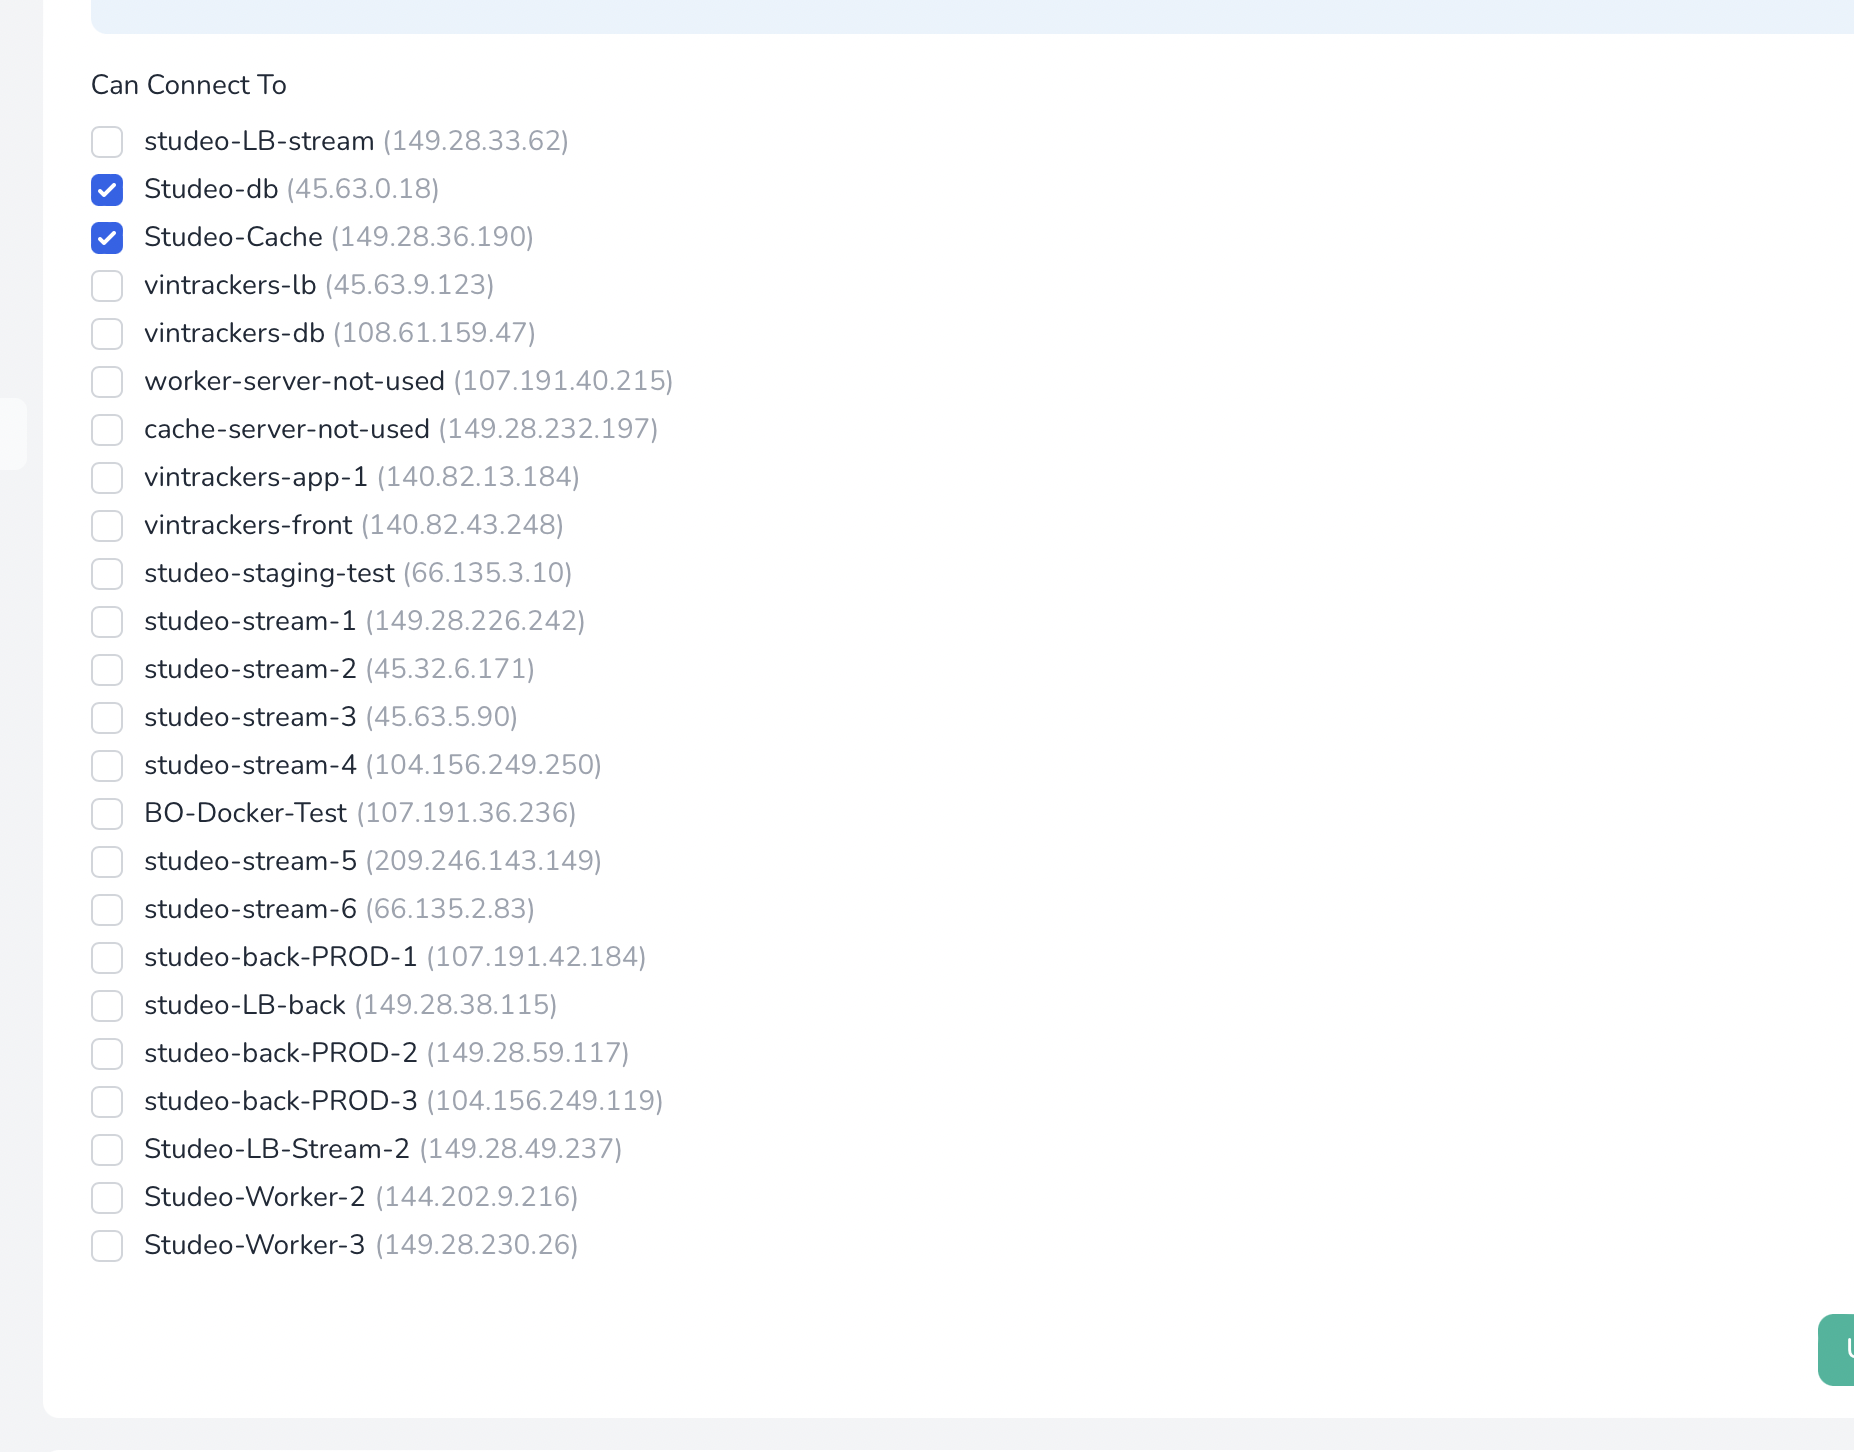 Can Connect To
studeo-LB-stream (149.28.33.62)
Studeo-db (45.63.0.18)
Studeo-Cache (149.28.36.190)
vintrackers-lb (45.63.9.123)
vintrackers-db (108.61.159.47)
worker-server-not-used (107.191.40.215)
cache-server-not-used (149.28.232.197)
vintrackers-app-1 (140.82.13.184)
vintrackers-front (140.82.43.248)
studeo-staging-test (66.135.3.10)
studeo-stream-1 (149.28.226.242)
studeo-stream-2 (45.32.6.171)
studeo-stream-3 (45.63.5.90)
studeo-stream-4 (104.156.249.250)
BO-Docker-Test (107.191.36.236)
studeo-stream-5 (209.246.143.149)
studeo-stream-6 (66.135.2.83)
studeo-back-PROD-1 (107.191.42.184)
studeo-LB-back (149.28.38.115)
studeo-back-PROD-2 (149.28.59.117)
studeo-back-PROD-3 (104.156.249.119)
Studeo-LB-Stream-2 (149.28.49.237)
Studeo-Worker-2 (144.202.9.216)
Studeo-Worker-3 (149.28.230.26)